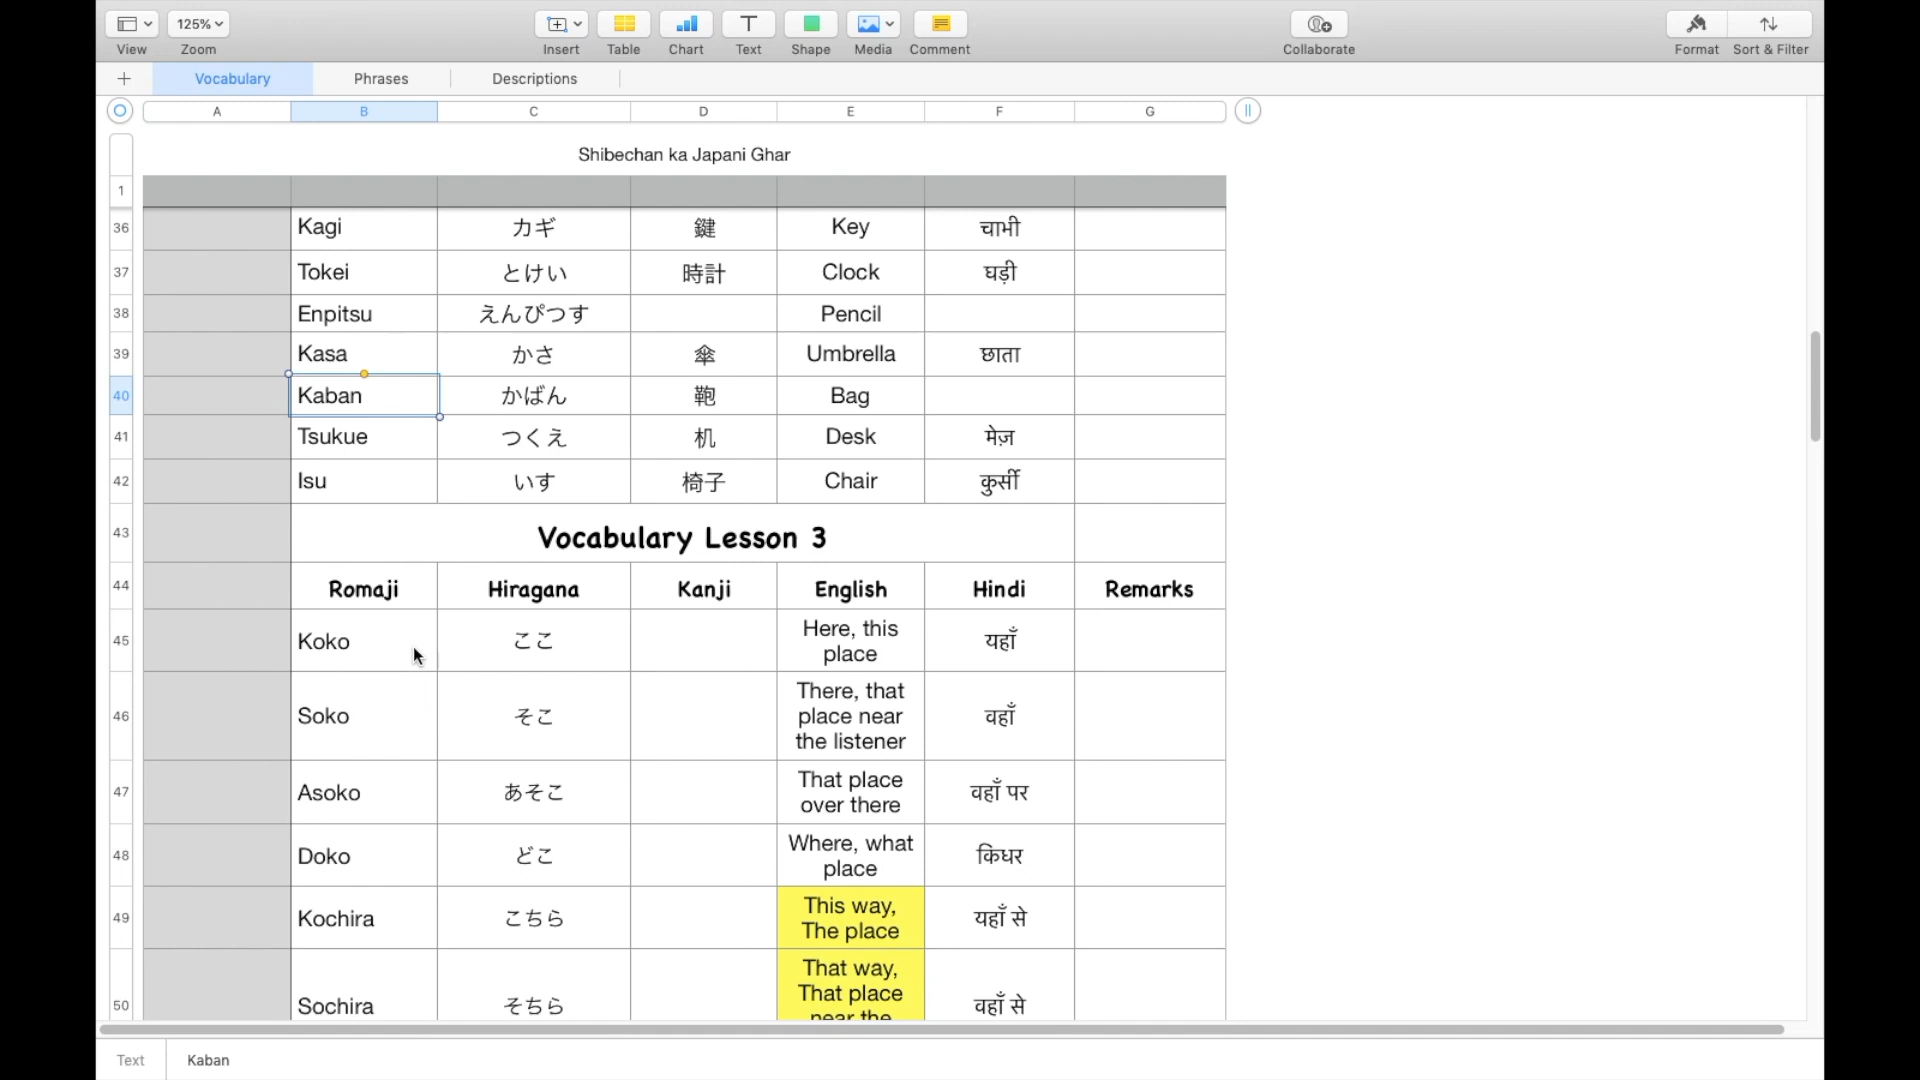 125%
View
Zoom
Insert
Table
Chart
Text
Shape
Media
Comment
Collaborate
Format
Sort & Filter
Vocabulary
Phrases
Descriptions
A B C D E F G
Shibechan ka Japani Ghar
1
36 Kagi カギ 鍵 Key चाभी
37 Tokei とけい 時計 Clock घड़ी
38 Enpitsu えんぴつす Pencil
39 Kasa かさ 傘 Umbrella छाता
40 Kaban かばん 鞄 Bag
41 Tsukue つくえ 机 Desk मेज़
42 Isu いす 椅子 Chair कुर्सी
43 Vocabulary Lesson 3
44 Romaji Hiragana Kanji English Hindi Remarks
45 Koko ここ Here, this
place यहाँ
46 Soko そこ There, that
place near
the listener वहाँ
47 Asoko あそこ That place
over there वहाँ पर
48 Doko どこ Where, what
place किधर
49 Kochira こちら This way,
The place यहाँ से
50 Sochira そちら That way,
That place
near the वहाँ से
Text Kaban